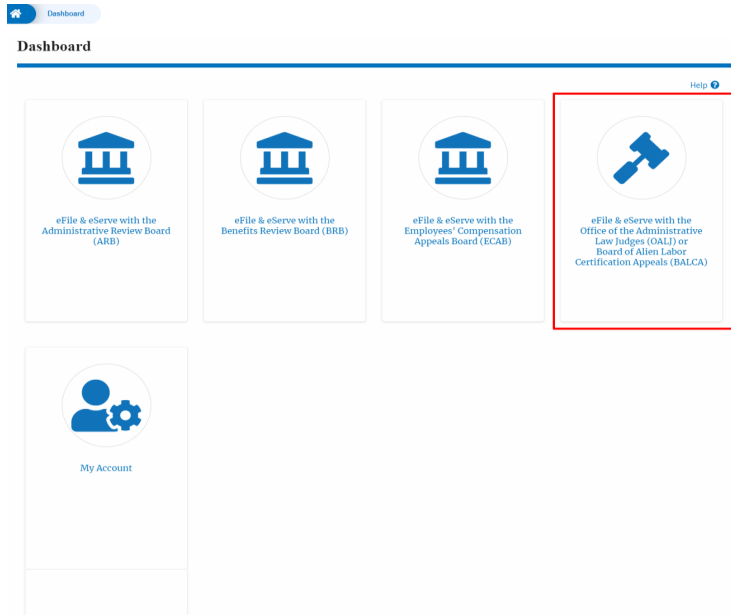 Dashboard
Dashboard
Help
eFile & eServe with the
Administrative Review Board
(ARB)
eFile & eServe with the
Benefits Review Board (BRB)
eFile & eServe with the
Employees' Compensation
Appeals Board (ECAB)
eFile & eServe with the
Office of the Administrative
Law Judges (OALJ) or
Board of Alien Labor
Certification Appeals (BALCA)
My Account